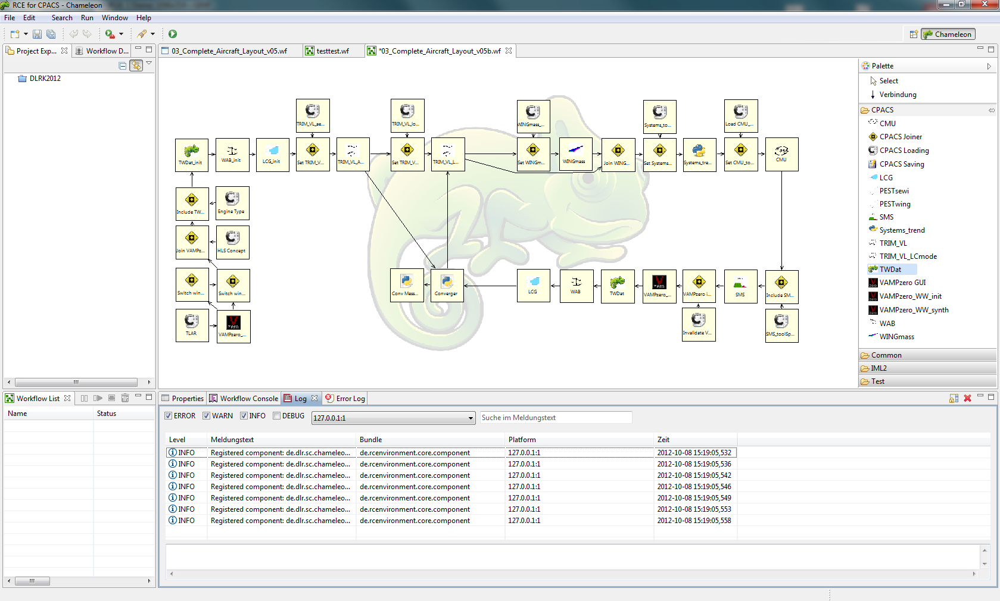 RCE for CPACS - Chameleon
File Edit Search Run Window Help
Chameleon
Project Exp... Workflow D...
DLRK2012
03_Complete_Aircraft_Layout_v05.wf testtest.wf *03_Complete_Aircraft_Layout_v05b.wf
TRIM_VL_ae... TRIM_VL_lo... WINGmass_... Systems_to... Load CMU_...
TWDat_init WAB_init LCG_init Set TRIM_V... TRIM_VL_A... Set TRIM_V... TRIM_VL_L... Set WINGm... WINGmass Join WING... Set Systems... Systems_tre... Set CMU_to... CMU
Include TW... Engine Type
Join VAMPz... HLS Concept
Switch win... Switch win... Conv Mess... Converger LCG WAB TWDat VAMPzero_... VAMPzero i... SMS Include SM...
TLAR VAMPzero_... Invalidate V... SMS_toolSp...
Palette
Select
Verbindung
CPACS
CMU
CPACS Joiner
CPACS Loading
CPACS Saving
LCG
PESTsewi
PESTwing
SMS
Systems_trend
TRIM_VL
TRIM_VL_LCmode
TWDat
VAMPzero GUI
VAMPzero_WW_init
VAMPzero_WW_synth
WAB
WINGmass
Common
IML2
Test
Workflow List
Name Status
Properties Workflow Console Log Error Log
ERROR WARN INFO DEBUG 127.0.0.1:1 Suche im Meldungstext
Level Meldungstext Bundle Platform Zeit
INFO Registered component: de.dlr.sc.chameleo... de.rcenvironment.core.component 127.0.0.1:1 2012-10-08 15:19:05,532
INFO Registered component: de.dlr.sc.chameleo... de.rcenvironment.core.component 127.0.0.1:1 2012-10-08 15:19:05,536
INFO Registered component: de.dlr.sc.chameleo... de.rcenvironment.core.component 127.0.0.1:1 2012-10-08 15:19:05,542
INFO Registered component: de.dlr.sc.chameleo... de.rcenvironment.core.component 127.0.0.1:1 2012-10-08 15:19:05,546
INFO Registered component: de.dlr.sc.chameleo... de.rcenvironment.core.component 127.0.0.1:1 2012-10-08 15:19:05,549
INFO Registered component: de.dlr.sc.chameleo... de.rcenvironment.core.component 127.0.0.1:1 2012-10-08 15:19:05,553
INFO Registered component: de.dlr.sc.chameleo... de.rcenvironment.core.component 127.0.0.1:1 2012-10-08 15:19:05,558